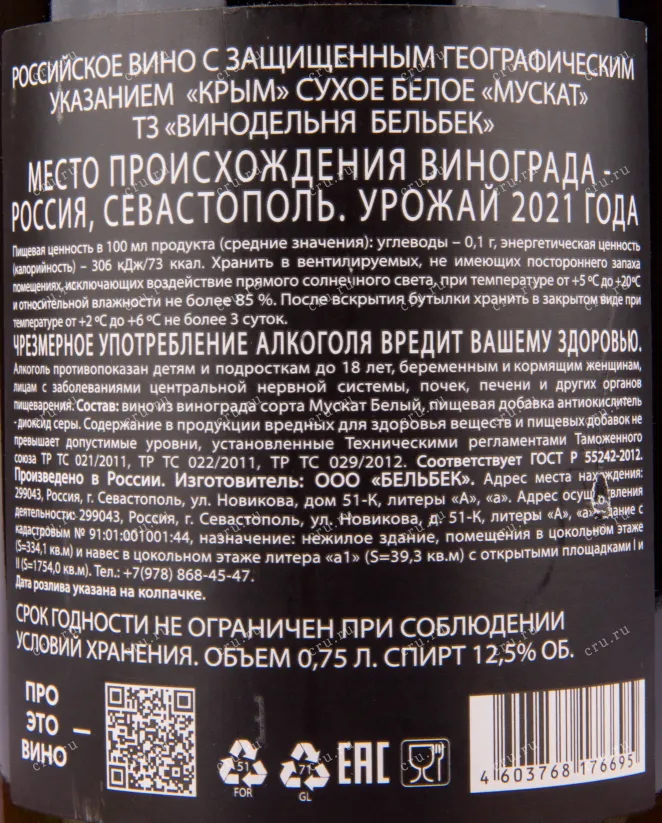 РОССИЙСКОЕ ВИНО С ЗАЩИЩЕННЫМ ГЕОГРАФИЧЕСКИМ
УКАЗАНИЕМ «КРЫМ» СУХОЕ БЕЛОЕ «МУСКАТ»
ТЗ «ВИНОДЕЛЬНЯ БЕЛЬБЕК»
МЕСТО ПРОИСХОЖДЕНИЯ ВИНОГРАДА -
РОССИЯ, СЕВАСТОПОЛЬ. УРОЖАЙ 2021 ГОДА
Пищевая ценность в 100 мл продукта (средние значения): углеводы – 0,1 г, энергетическая ценность
(калорийность) – 306 кДж/73 ккал. Хранить в вентилируемых, не имеющих постороннего запаха
помещениях, исключающих воздействие прямого солнечного света, при температуре от +5 ºС до +20ºС
и относительной влажности не более 85 %. После вскрытия бутылки хранить в закрытом виде при
температуре от +2 ºС до +6 ºС не более 3 суток.
ЧРЕЗМЕРНОЕ УПОТРЕБЛЕНИЕ АЛКОГОЛЯ ВРЕДИТ ВАШЕМУ ЗДОРОВЬЮ.
Алкоголь противопоказан детям и подросткам до 18 лет, беременным и кормящим женщинам,
лицам с заболеваниями центральной нервной системы, почек, печени и других органов
пищеварения. Состав: вино из винограда сорта Мускат Белый, пищевая добавка антиокислитель
- диоксид серы. Содержание в продукции вредных для здоровья веществ и пищевых добавок не
превышает допустимые уровни, установленные Техническими регламентами Таможенного
союза ТР ТС 021/2011, ТР ТС 022/2011, ТР ТС 029/2012. Соответствует ГОСТ Р 55242-2012.
Произведено в России. Изготовитель: ООО «БЕЛЬБЕК». Адрес места нахождения:
299043, Россия, г. Севастополь, ул. Новикова, дом 51-К, литеры «А», «а». Адрес осуществления
деятельности: 299043, Россия, г. Севастополь, ул. Новикова, д. 51-К, литеры «А», «а», здание с
кадастровым № 91:01:001001:44, назначение: нежилое здание, помещения в цокольном этаже
(S=334,1 кв.м) и навес в цокольном этаже литера «а1» (S=39,3 кв.м) с открытыми площадками I и
II (S=1754,0 кв.м). Тел.: +7(978) 868-45-47.
Дата розлива указана на колпачке.
СРОК ГОДНОСТИ НЕ ОГРАНИЧЕН ПРИ СОБЛЮДЕНИИ
УСЛОВИЙ ХРАНЕНИЯ. ОБЪЕМ 0,75 Л. СПИРТ 12,5% ОБ.
ПРО
ЭТО —
ВИНО
51
FOR
71
GL
EAC
4 603768 176695
cru.ru